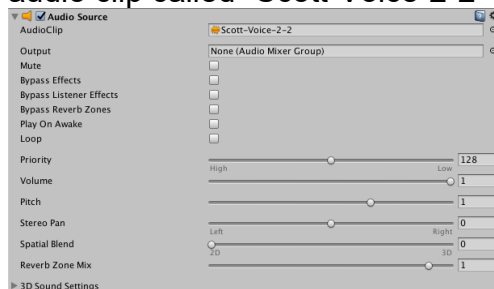 audio clip called "Scott-Voice-2-2
Audio Source
AudioClip Scott-Voice-2-2
Output None (Audio Mixer Group)
Mute
Bypass Effects
Bypass Listener Effects
Bypass Reverb Zones
Play On Awake
Loop
Priority 128
High Low
Volume 1
Pitch 1
Stereo Pan 0
Left Right
Spatial Blend 0
2D 3D
Reverb Zone Mix 1
3D Sound Settings